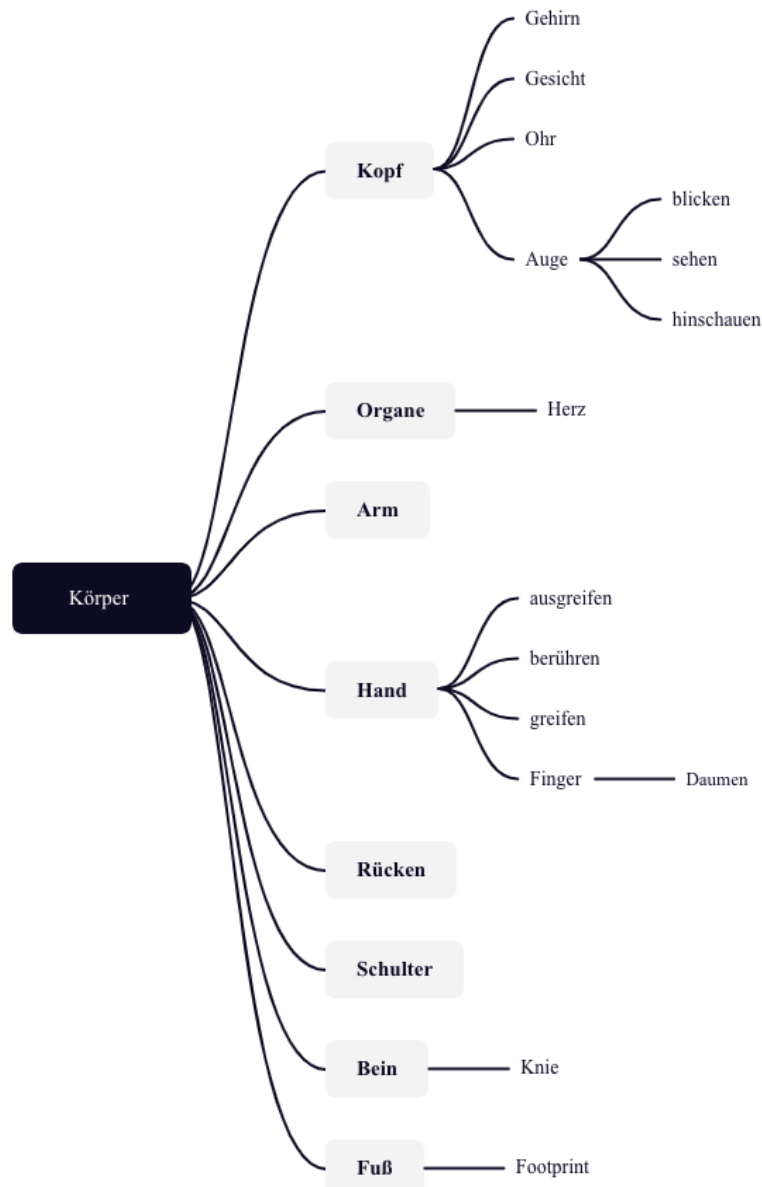 Körper
Kopf
Gehirn
Gesicht
Ohr
Auge
blicken
sehen
hinschauen
Organe
Herz
Arm
Hand
ausgreifen
berühren
greifen
Finger
Daumen
Rücken
Schulter
Bein
Knie
Fuß
Footprint